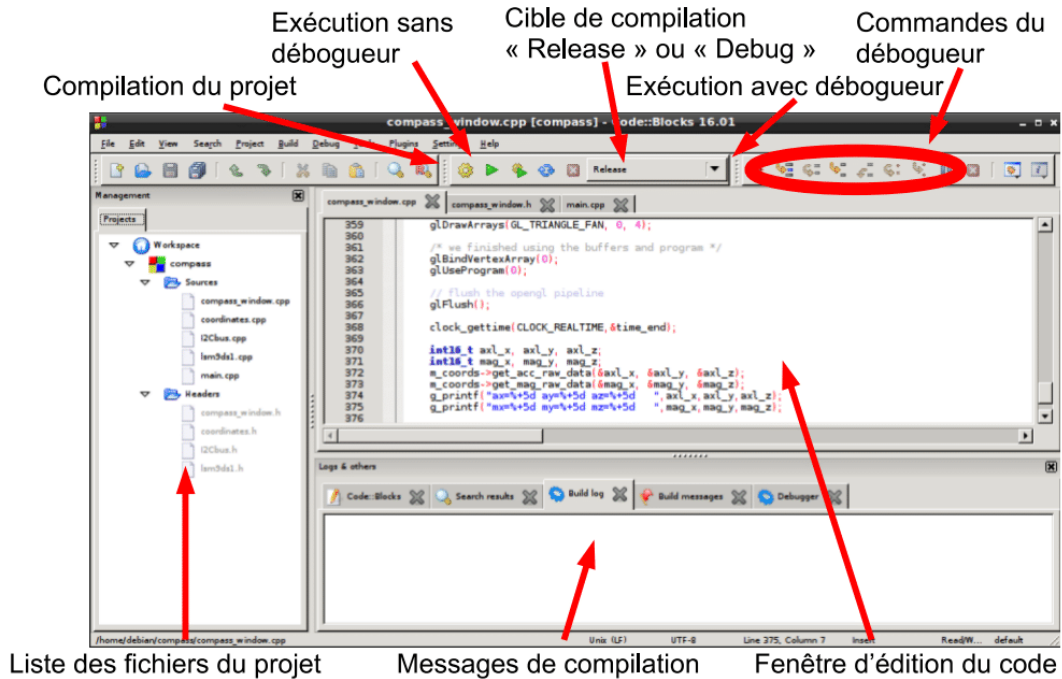 Exécution sans
débogueur
Cible de compilation
« Release » ou « Debug »
Commandes du
débogueur
Compilation du projet
Exécution avec débogueur
compass_window.cpp [compass] - Code::Blocks 16.01
File Edit View Search Project Build Debug Tools Plugins Settings Help
Release
Management
Projects
Workspace
compass
Sources
compass_window.cpp
coordinates.cpp
I2Cbus.cpp
lsm9ds1.cpp
main.cpp
Headers
compass_window.h
coordinates.h
I2Cbus.h
lsm9ds1.h
compass_window.cpp compass_window.h main.cpp
359 glDrawArrays(GL_TRIANGLE_FAN, 0, 4);
360
361 /* we finished using the buffers and program */
362 glBindVertexArray(0);
363 glUseProgram(0);
364
365 // flush the opengl pipeline
366 glFlush();
367
368 clock_gettime(CLOCK_REALTIME,&time_end);
369
370 int16_t axl_x, axl_y, axl_z;
371 int16_t mag_x, mag_y, mag_z;
372 m_coords->get_acc_raw_data(&axl_x, &axl_y, &axl_z);
373 m_coords->get_mag_raw_data(&mag_x, &mag_y, &mag_z);
374 g_printf("ax=%+5d ay=%+5d az=%+5d   ",axl_x,axl_y,axl_z);
375 g_printf("mx=%+5d my=%+5d mz=%+5d   ",mag_x,mag_y,mag_z);
376
Logs & others
Code::Blocks Search results Build log Build messages Debugger
/home/debian/compass/compass_window.cpp Unix (LF) UTF-8 Line 375, Column 7 Insert Read/W... default
Liste des fichiers du projet
Messages de compilation
Fenêtre d'édition du code